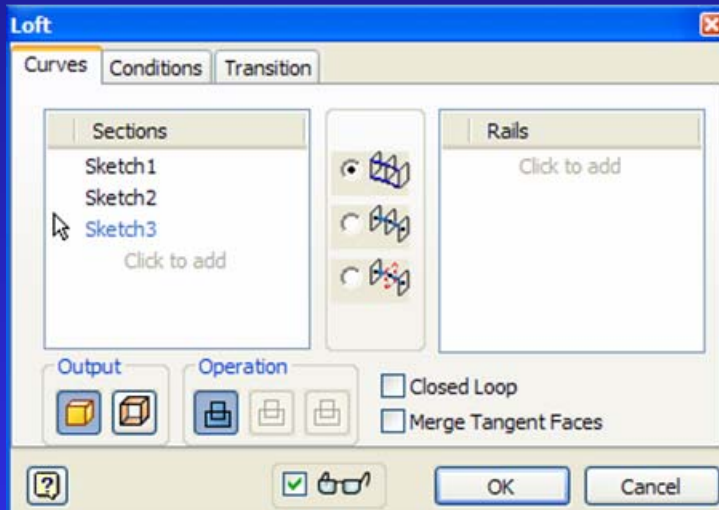 Loft
Curves Conditions Transition
Sections
Rails
Sketch1
Click to add
Sketch2
Sketch3
Click to add
Output
Operation
Closed Loop
Merge Tangent Faces
?
OK
Cancel